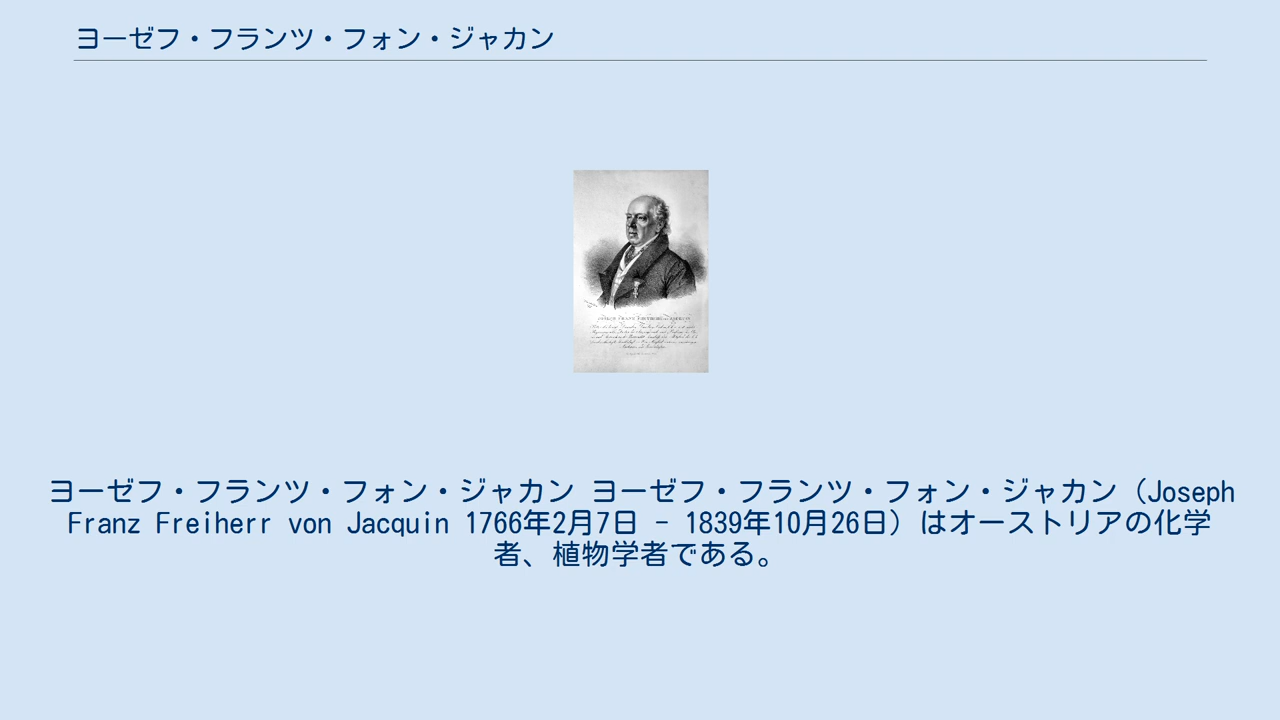 ヨーゼフ・フランツ・フォン・ジャカン
ヨーゼフ・フランツ・フォン・ジャカン ヨーゼフ・フランツ・フォン・ジャカン（Joseph
Franz Freiherr von Jacquin 1766年2月7日 - 1839年10月26日）はオーストリアの化学
者、植物学者である。